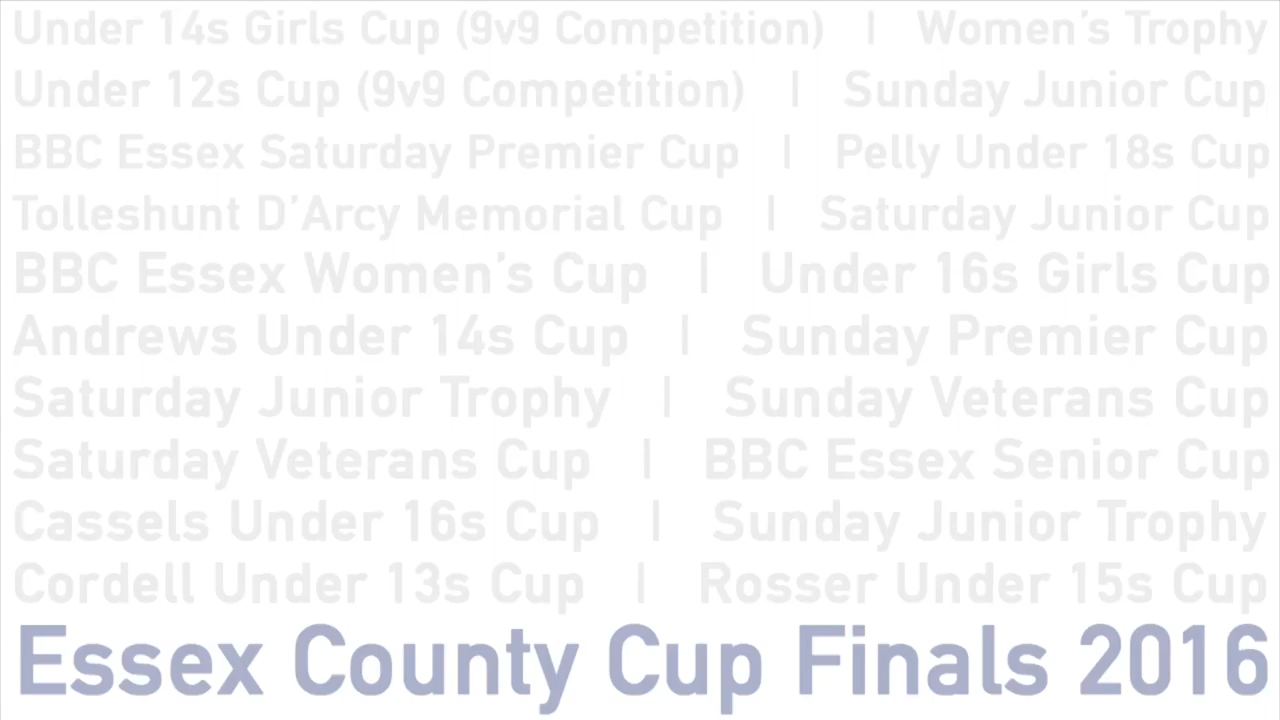 Under 14s Girls Cup (9v9 Competition) | Women's Trophy
Under 12s Cup (9v9 Competition) | Sunday Junior Cup
BBC Essex Saturday Premier Cup | Pelly Under 18s Cup
Tolleshunt D'Arcy Memorial Cup | Saturday Junior Cup
BBC Essex Women's Cup | Under 16s Girls Cup
Andrews Under 14s Cup | Sunday Premier Cup
Saturday Junior Trophy | Sunday Veterans Cup
Saturday Veterans Cup | BBC Essex Senior Cup
Cassels Under 16s Cup | Sunday Junior Trophy
Cordell Under 13s Cup | Rosser Under 15s Cup
Essex County Cup Finals 2016